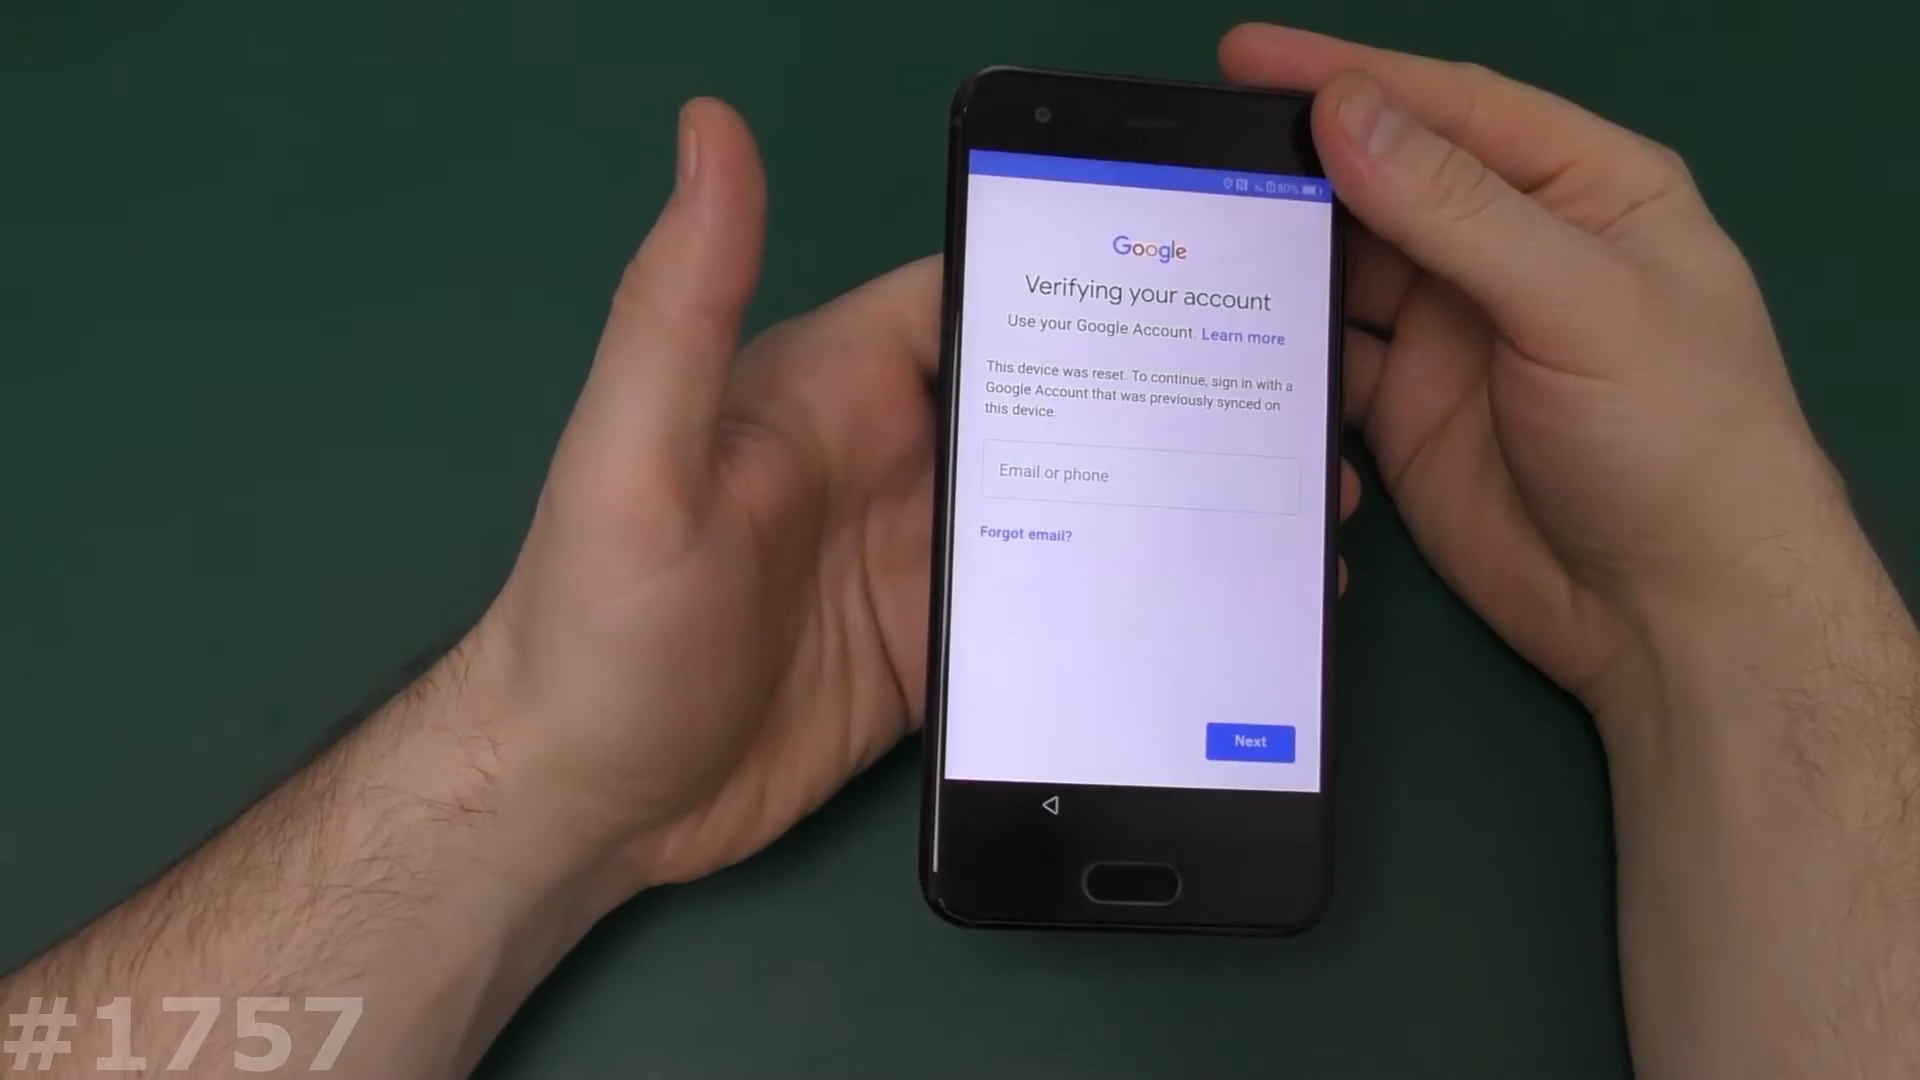 80%
Google
Verifying your account
Use your Google Account. Learn more
This device was reset. To continue, sign in with a
Google Account that was previously synced on
this device.
Email or phone
Forgot email?
Next
#1757